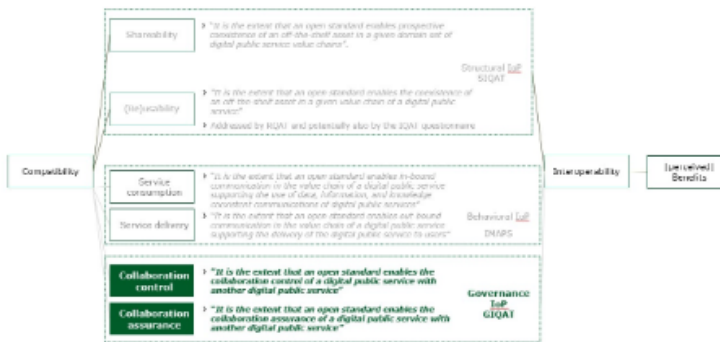 Shareability
"It is the extent that an open standard enables prospective
coexistence of an off-the-shelf asset in a given domain set of
digital public service value chains".
Structural IoP
SIQAT
(Re)usability
"It is the extent that an open standard enables the coexistence of
an off the shelf asset in a given value chain of a digital public
service"
Addressed by RQAT and potentially also by the IQAT questionnaire
Compatibility
Interoperability
(perceived)
Benefits
Service
consumption
"It is the extent that an open standard enables in-bound
communication in the value chain of a digital public service
supporting the use of data, information, and knowledge
consistent communications of digital public services"
Service delivery
"It is the extent that an open standard enables out bound
communication in the value chain of a digital public service
supporting the delivery of the digital public service to users"
Behavioral IoP
Collaboration
control
"It is the extent that an open standard enables the
collaboration control of a digital public service with
another digital public service"
Collaboration
assurance
"It is the extent that an open standard enables the
collaboration assurance of a digital public service with
another digital public service"
Governance
IoP
GIQAT